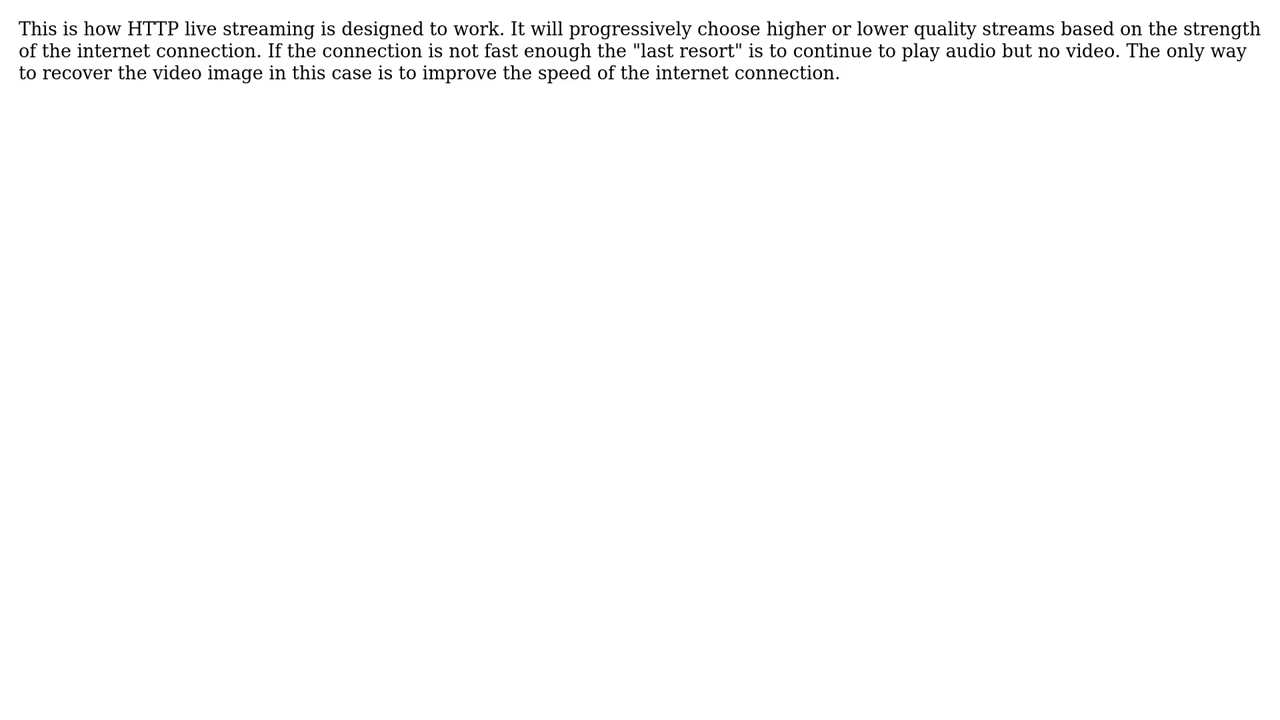 This is how HTTP live streaming is designed to work. It will progressively choose higher or lower quality streams based on the strength
of the internet connection. If the connection is not fast enough the "last resort" is to continue to play audio but no video. The only way
to recover the video image in this case is to improve the speed of the internet connection.